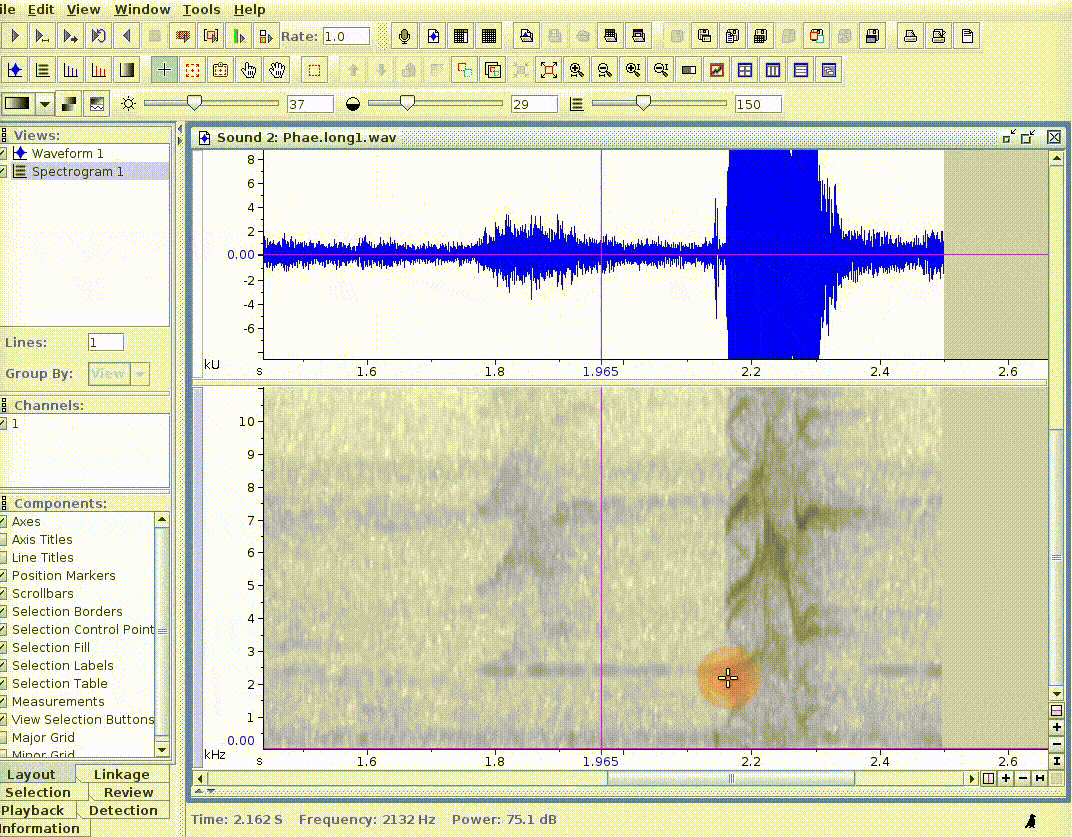 ile Edit View Window Tools Help
Rate: 1.0
37 29 150
Views:
Waveform 1
Spectrogram 1
Lines: 1
Group By: View
Channels:
1
Components:
Axes
Axis Titles
Line Titles
Position Markers
Scrollbars
Selection Borders
Selection Control Point
Selection Fill
Selection Labels
Selection Table
Measurements
View Selection Buttons
Major Grid
Minor Grid
Layout Linkage
Selection Review
Playback Detection
Information
Sound 2: Phae.long1.wav
8
6
4
2
0.00
-2
-4
-6
kU
s 1.6 1.8 1.965 2.2 2.4 2.6
10
9
8
7
6
5
4
3
2
1
0.00
kHz
s 1.6 1.8 1.965 2.2 2.4 2.6
Time: 2.162 S Frequency: 2132 Hz Power: 75.1 dB